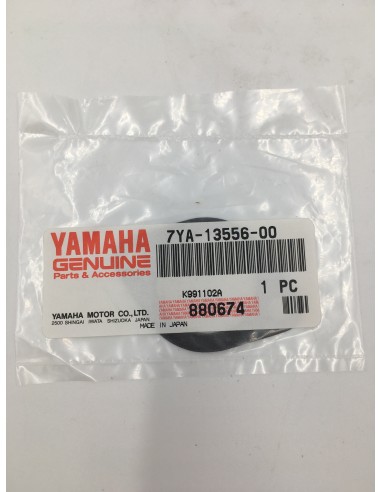 YAMAHA
GENUINE
Parts & Accessories
7YA-13556-00
K991102A
1 PC
880674
YAMAHA MOTOR CO.,LTD.
2500 SHINGAI IWATA SHIZUOKA JAPAN
MADE IN JAPAN